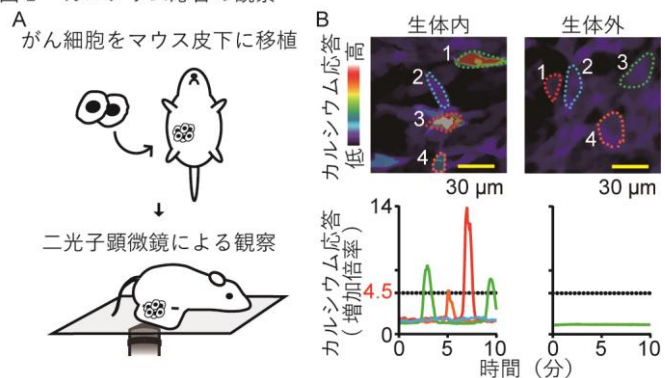 A
がん細胞をマウス皮下に移植
二光子顕微鏡による観察
B
生体内
生体外
カルシウム応答
高
低
1
2
3
4
30 μm
1
2
3
4
30 μm
カルシウム応答
(増加倍率)
14
4.5
0
0
5
10
0
5
10
時間(分)